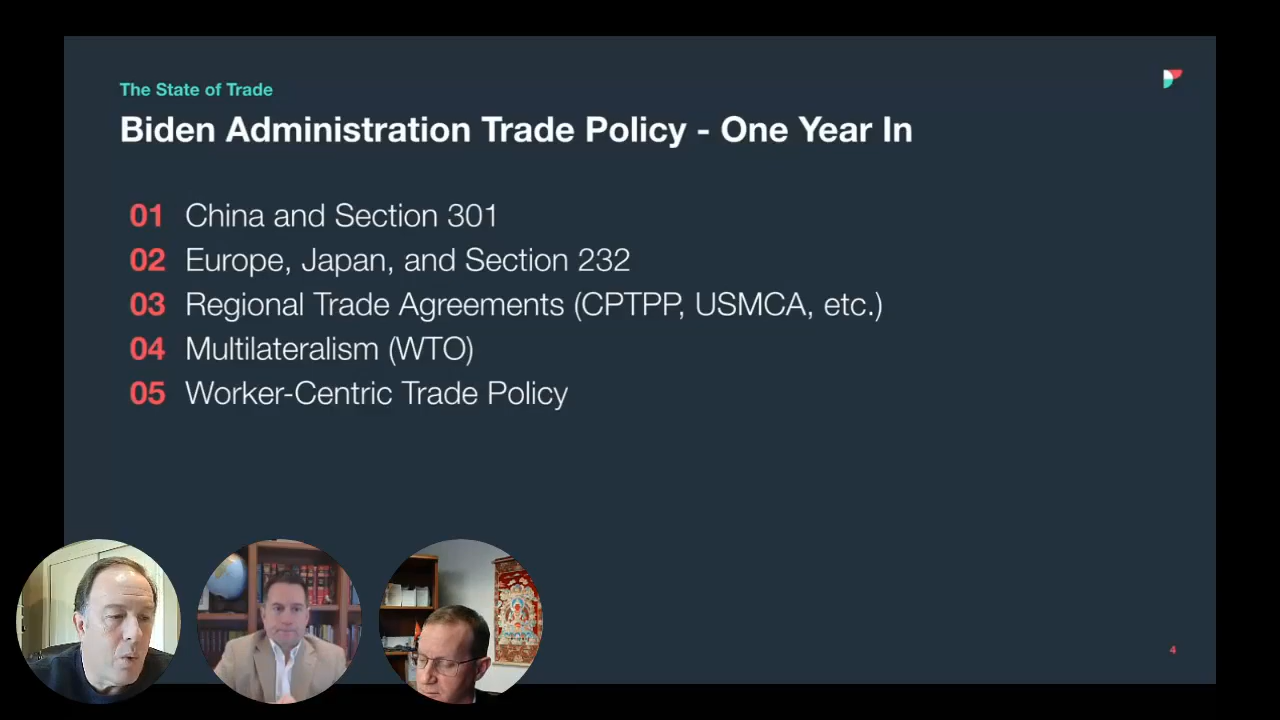 The State of Trade
Biden Administration Trade Policy - One Year In
01 China and Section 301
02 Europe, Japan, and Section 232
03 Regional Trade Agreements (CPTPP, USMCA, etc.)
04 Multilateralism (WTO)
05 Worker-Centric Trade Policy
4